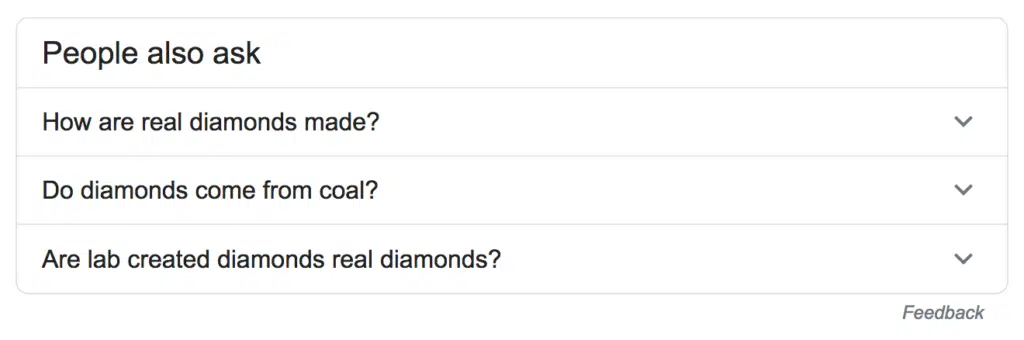 People also ask
How are real diamonds made?
Do diamonds come from coal?
Are lab created diamonds real diamonds?
Feedback